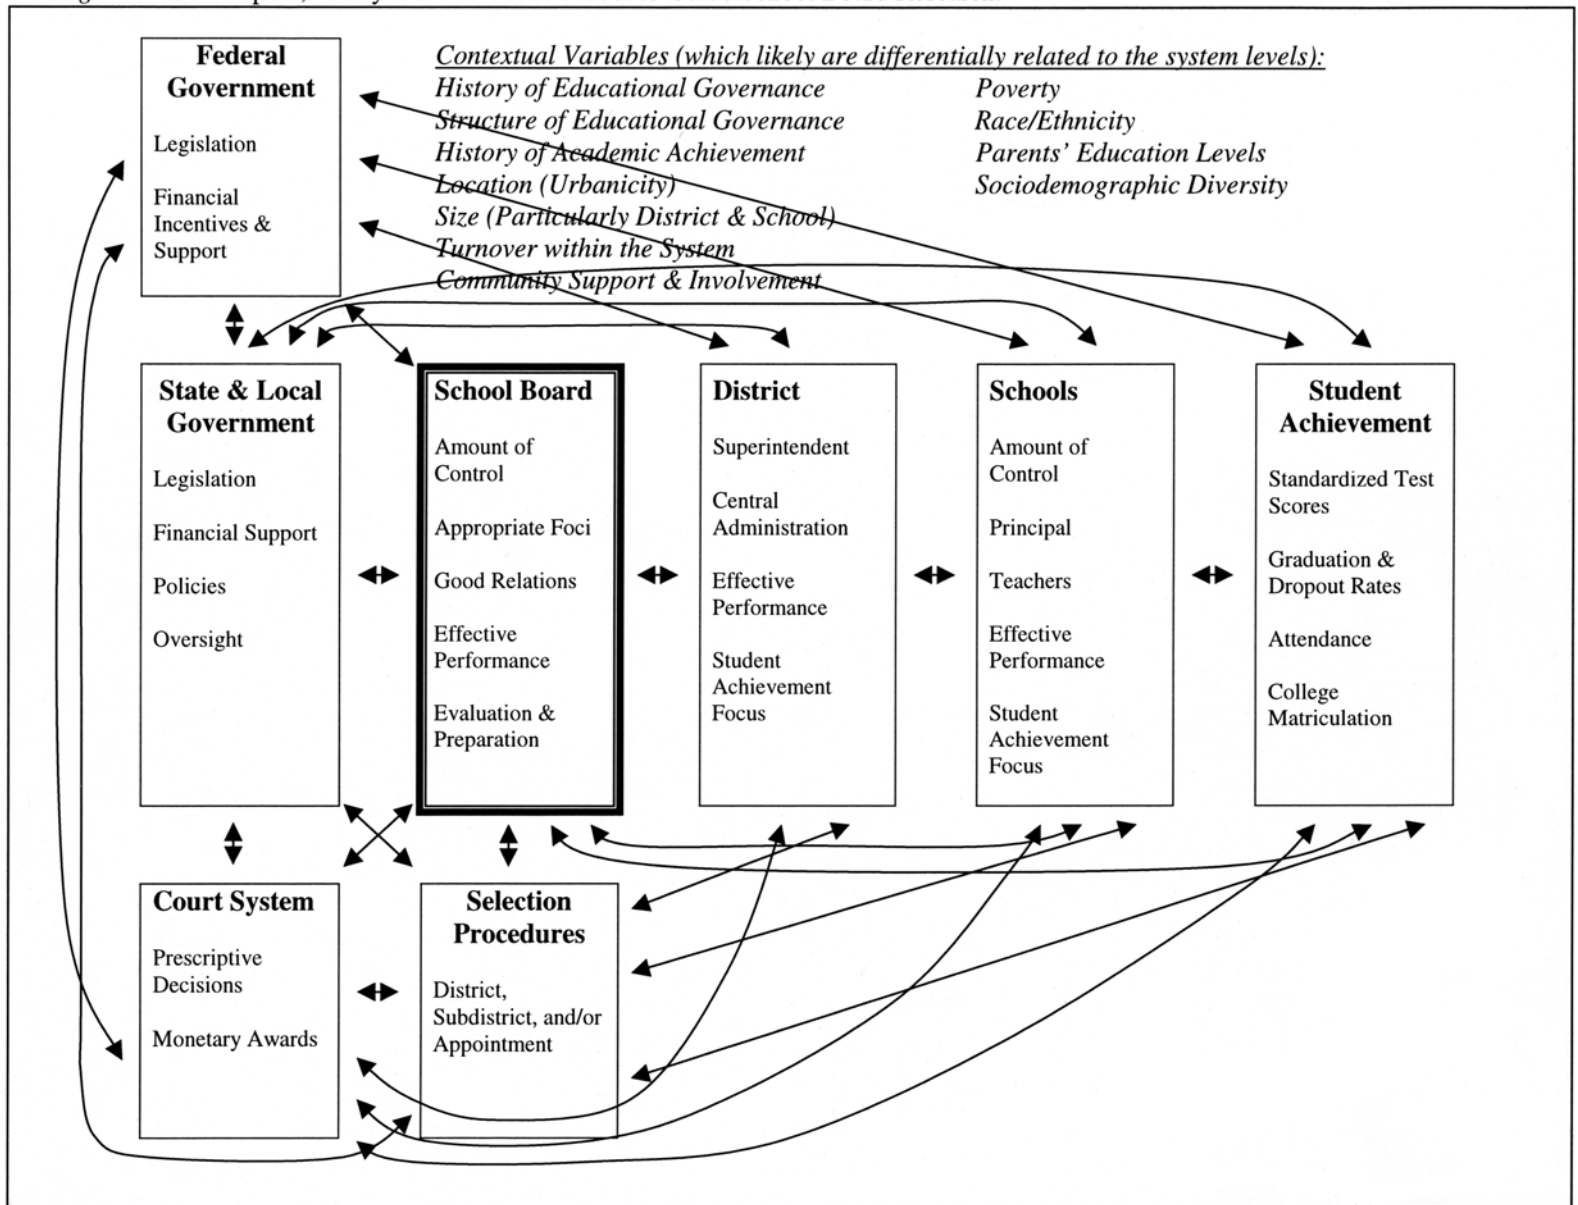 Federal
Government
Legislation
Financial
Incentives &
Support
Contextual Variables (which likely are differentially related to the system levels):
History of Educational Governance
Structure of Educational Governance
History of Academic Achievement
Location (Urbanicity)
Size (Particularly District & School)
Turnover within the System
Community Support & Involvement
Poverty
Race/Ethnicity
Parents' Education Levels
Sociodemographic Diversity
State & Local
Government
Legislation
Financial Support
Policies
Oversight
School Board
Amount of
Control
Appropriate Foci
Good Relations
Effective
Performance
Evaluation &
Preparation
District
Superintendent
Central
Administration
Effective
Performance
Student
Achievement
Focus
Schools
Amount of
Control
Principal
Teachers
Effective
Performance
Student
Achievement
Focus
Student
Achievement
Standardized Test
Scores
Graduation &
Dropout Rates
Attendance
College
Matriculation
Court System
Prescriptive
Decisions
Monetary Awards
Selection
Procedures
District,
Subdistrict, and/or
Appointment